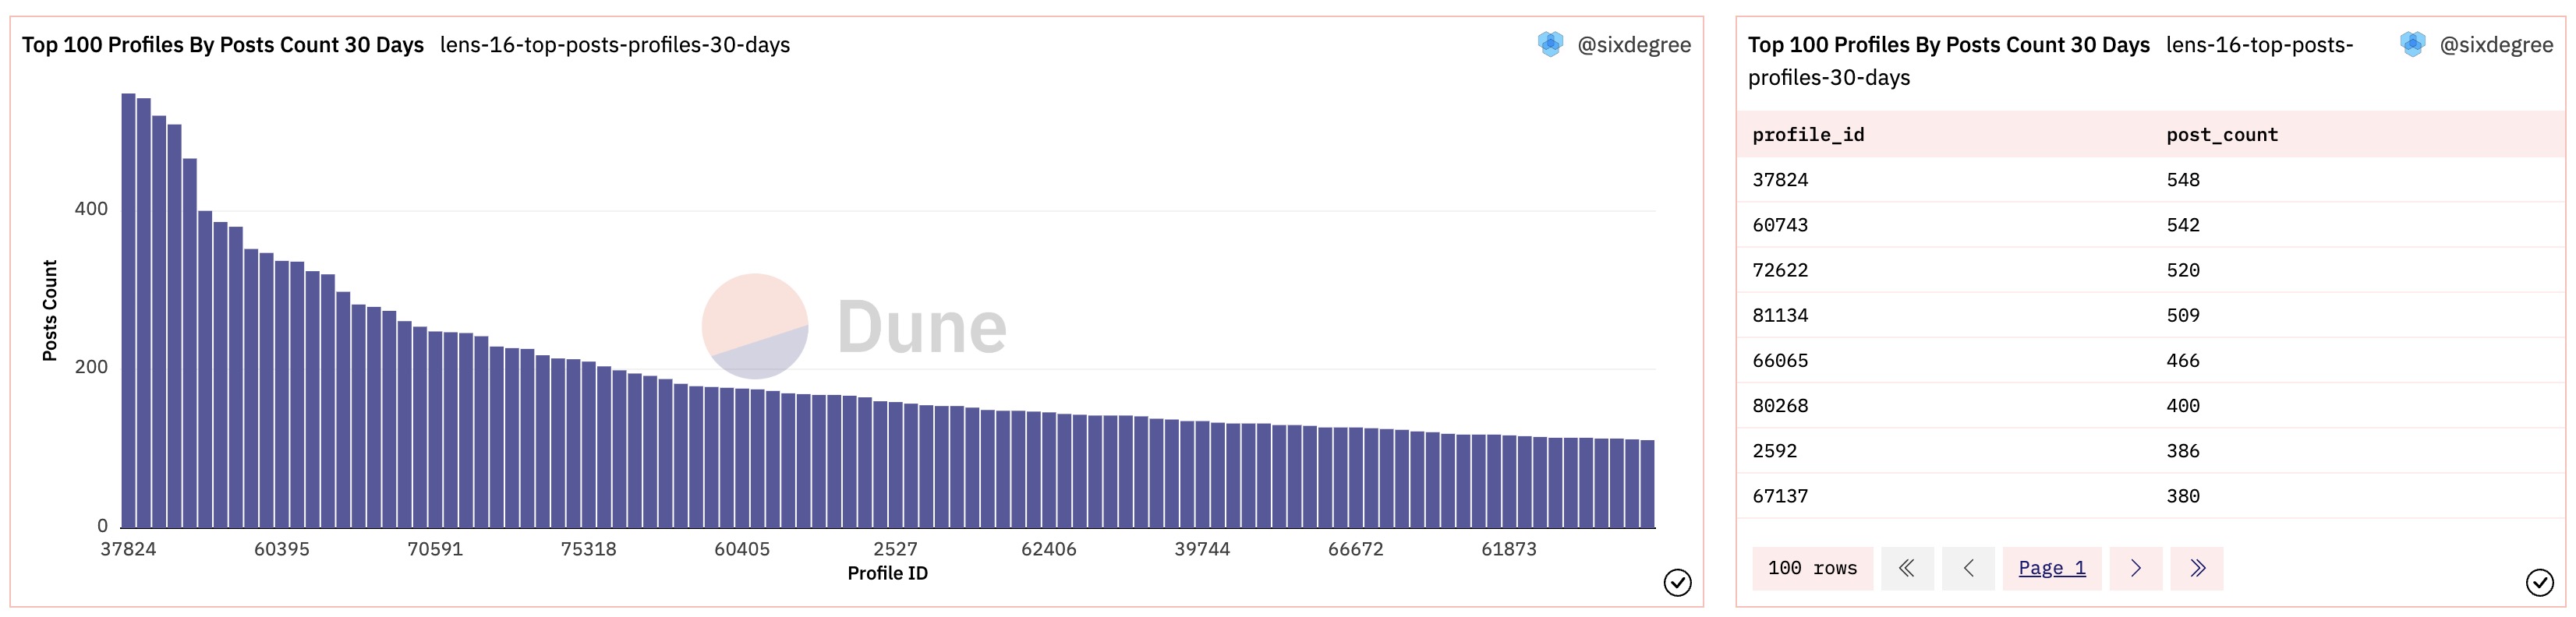 Top 100 Profiles By Posts Count 30 Days lens-16-top-posts-profiles-30-days @sixdegree
400
200
0
Posts Count
Dune
37824 60395 70591 75318 60405 2527 62406 39744 66672 61873
Profile ID
Top 100 Profiles By Posts Count 30 Days lens-16-top-posts- @sixdegree
profiles-30-days
profile_id post_count
37824 548
60743 542
72622 520
81134 509
66065 466
80268 400
2592 386
67137 380
100 rows Page 1